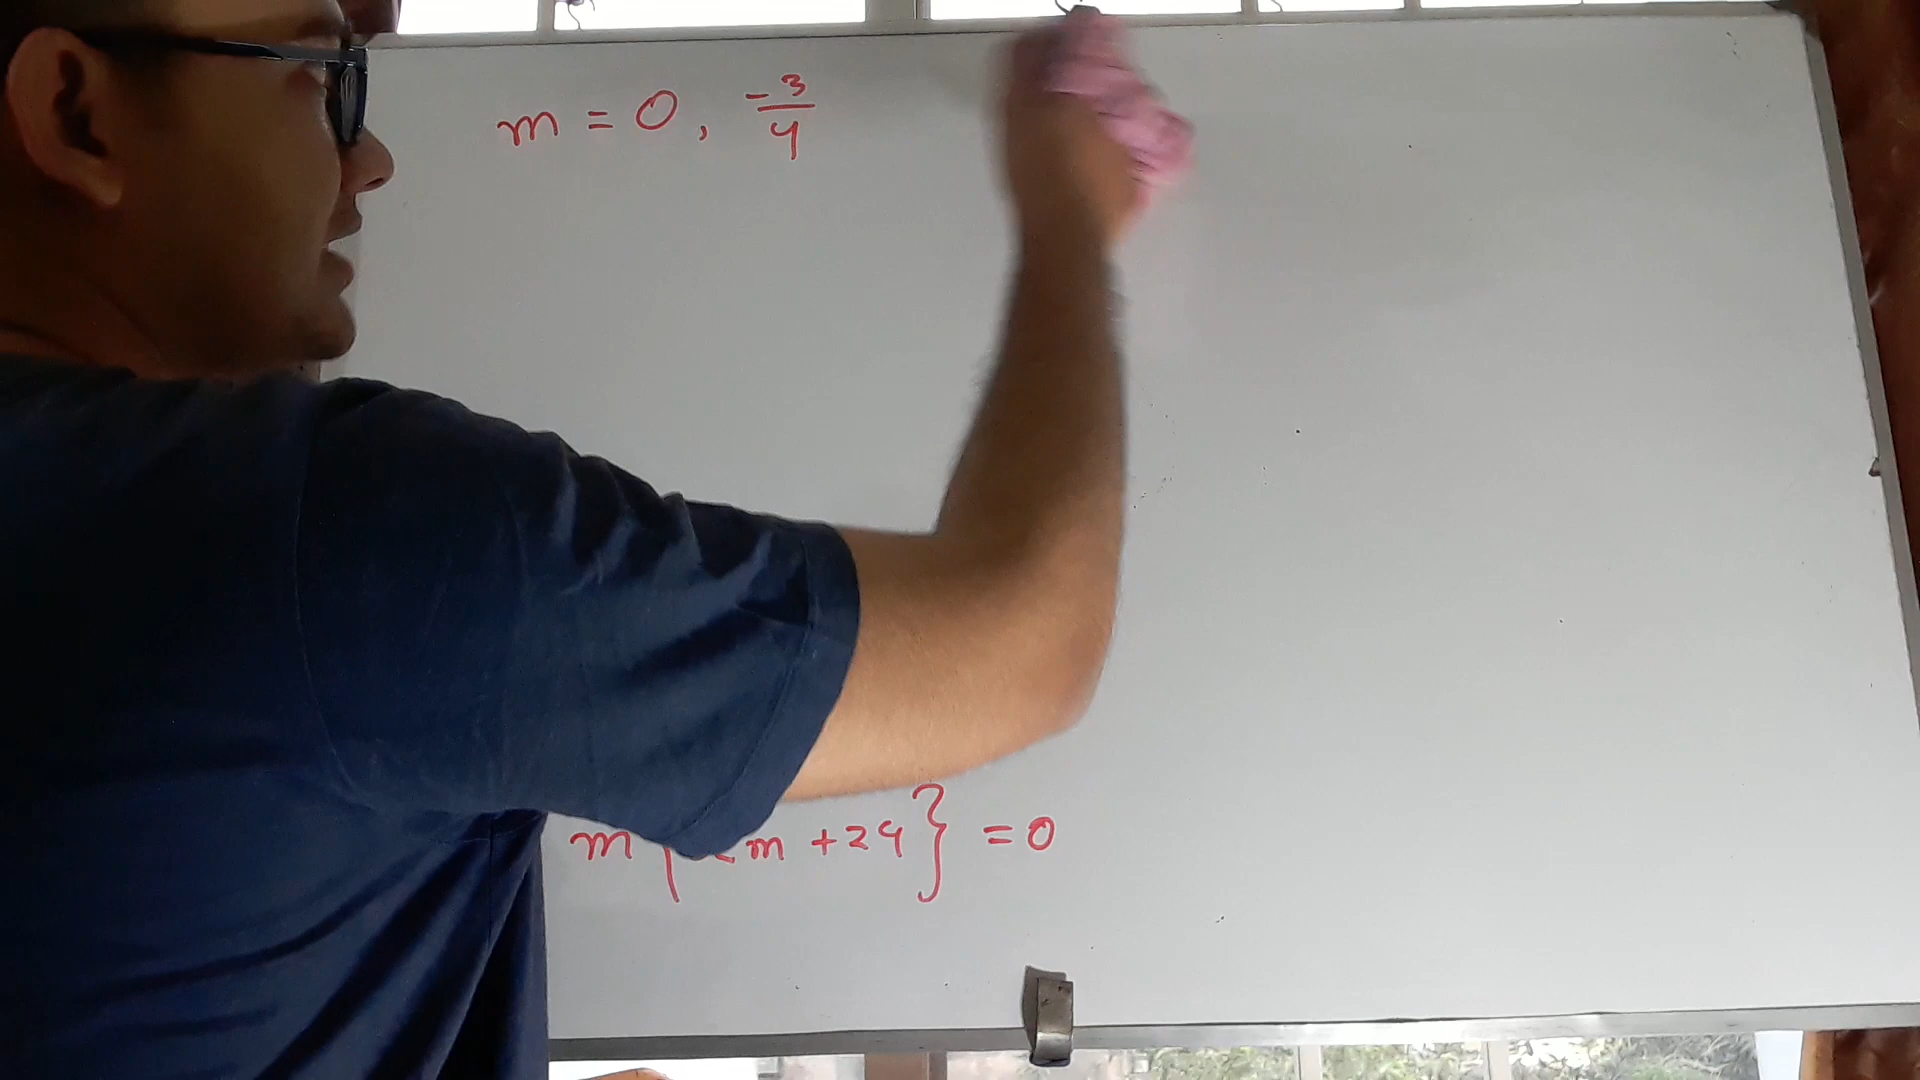 m = 0, -3/4
m { m + 24 } = 0